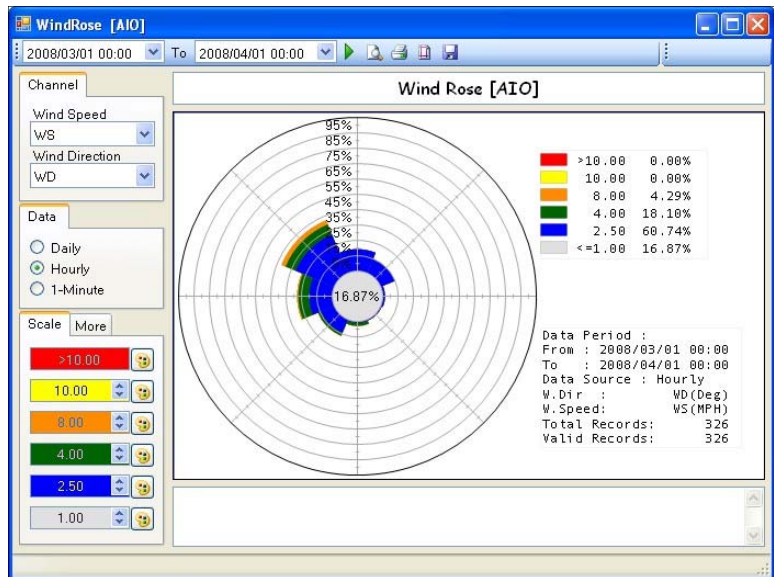 WindRose [AIO]
2008/03/01 00:00 To 2008/04/01 00:00
Channel
Wind Speed
WS
Wind Direction
WD
Data
Daily
Hourly
1-Minute
Scale More
>10.00
10.00
8.00
4.00
2.50
1.00
Wind Rose [AIO]
95%
85%
75%
65%
55%
45%
35%
16.87%
>10.00 0.00%
10.00 0.00%
8.00 4.29%
4.00 18.10%
2.50 60.74%
<=1.00 16.87%
Data Period :
From : 2008/03/01 00:00
To : 2008/04/01 00:00
Data Source : Hourly
W.Dir : WD(Deg)
W.Speed: WS(MPH)
Total Records: 326
Valid Records: 326